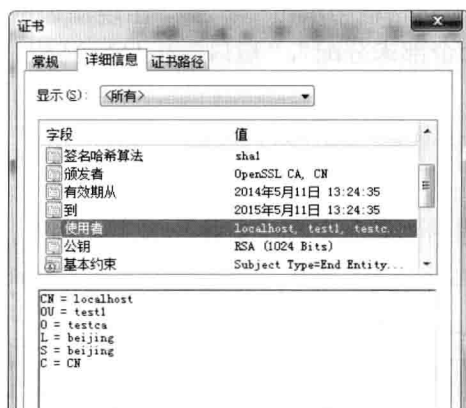 证书
常规 详细信息 证书路径
显示(S): <所有>
字段 值
签名哈希算法 sha1
颁发者 OpenSSL CA, CN
有效期从 2014年5月11日 13:24:35
到 2015年5月11日 13:24:35
使用者 localhost, test1, testc...
公钥 RSA (1024 Bits)
基本约束 Subject Type=End Entity...
CN = localhost
OU = test1
O = testca
L = beijing
S = beijing
C = CN